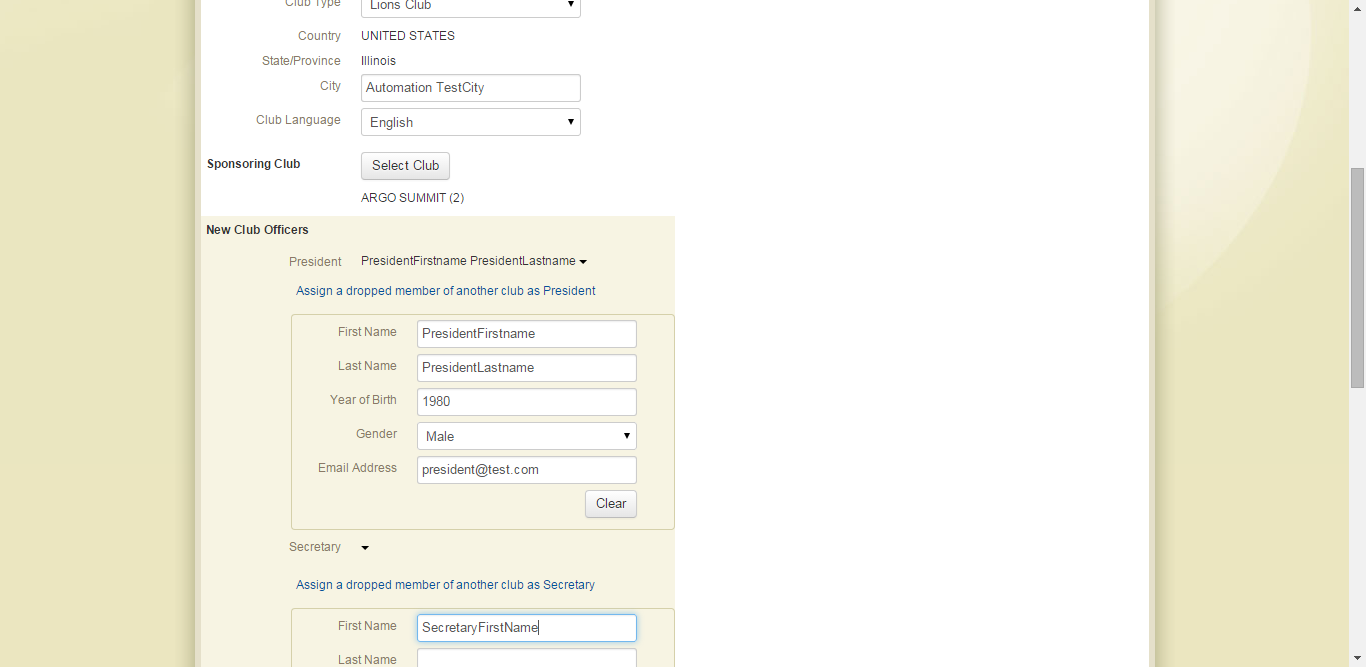 Club Type Lions Club
Country UNITED STATES
State/Province Illinois
City Automation TestCity
Club Language English
Sponsoring Club Select Club
ARGO SUMMIT (2)
New Club Officers
President PresidentFirstname PresidentLastname
Assign a dropped member of another club as President
First Name PresidentFirstname
Last Name PresidentLastname
Year of Birth 1980
Gender Male
Email Address president@test.com
Clear
Secretary
Assign a dropped member of another club as Secretary
First Name SecretaryFirstName
Last Name